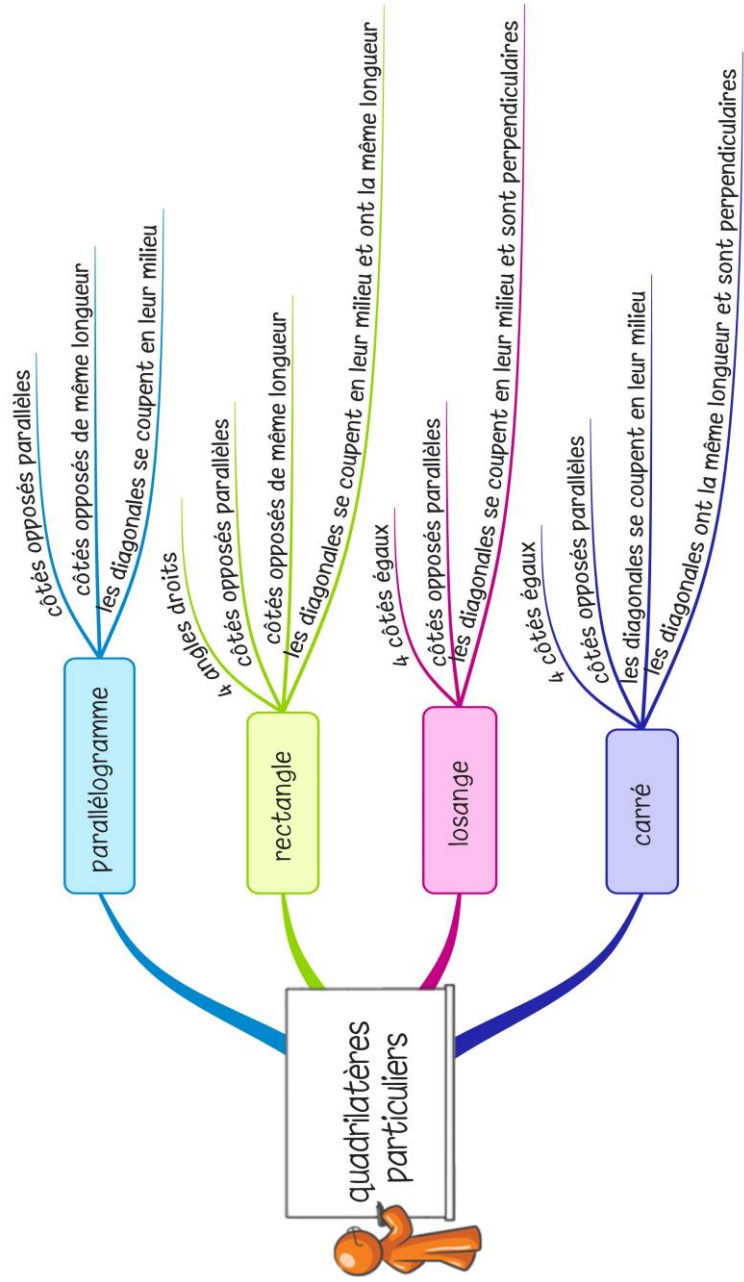 quadrilatères
particuliers
parallélogramme
côtés opposés parallèles
côtés opposés de même longueur
les diagonales se coupent en leur milieu
rectangle
4 angles droits
côtés opposés parallèles
côtés opposés de même longueur
les diagonales se coupent en leur milieu et ont la même longueur
losange
4 côtés égaux
côtés opposés parallèles
les diagonales se coupent en leur milieu et sont perpendiculaires
carré
4 côtés égaux
côtés opposés parallèles
les diagonales se coupent en leur milieu
les diagonales ont la même longueur et sont perpendiculaires